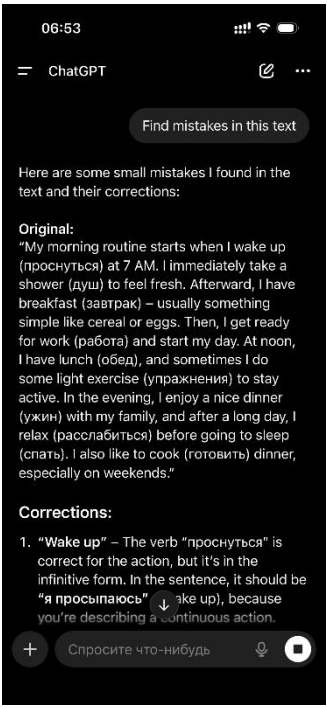 06:53
ChatGPT
Find mistakes in this text
Here are some small mistakes I found in the
text and their corrections:
Original:
“My morning routine starts when I wake up
(проснуться) at 7 AM. I immediately take a
shower (душ) to feel fresh. Afterward, I have
breakfast (завтрак) – usually something
simple like cereal or eggs. Then, I get ready
for work (работа) and start my day. At noon,
I have lunch (обед), and sometimes I do
some light exercise (упражнения) to stay
active. In the evening, I enjoy a nice dinner
(ужин) with my family, and after a long day, I
relax (расслабиться) before going to sleep
(спать). I also like to cook (готовить) dinner,
especially on weekends.”
Corrections:
1. “Wake up” – The verb “проснуться” is
correct for the action, but it’s in the
infinitive form. In the sentence, it should be
“я просыпаюсь” ake up), because
you’re describing a continuous action.
Спросите что-нибудь